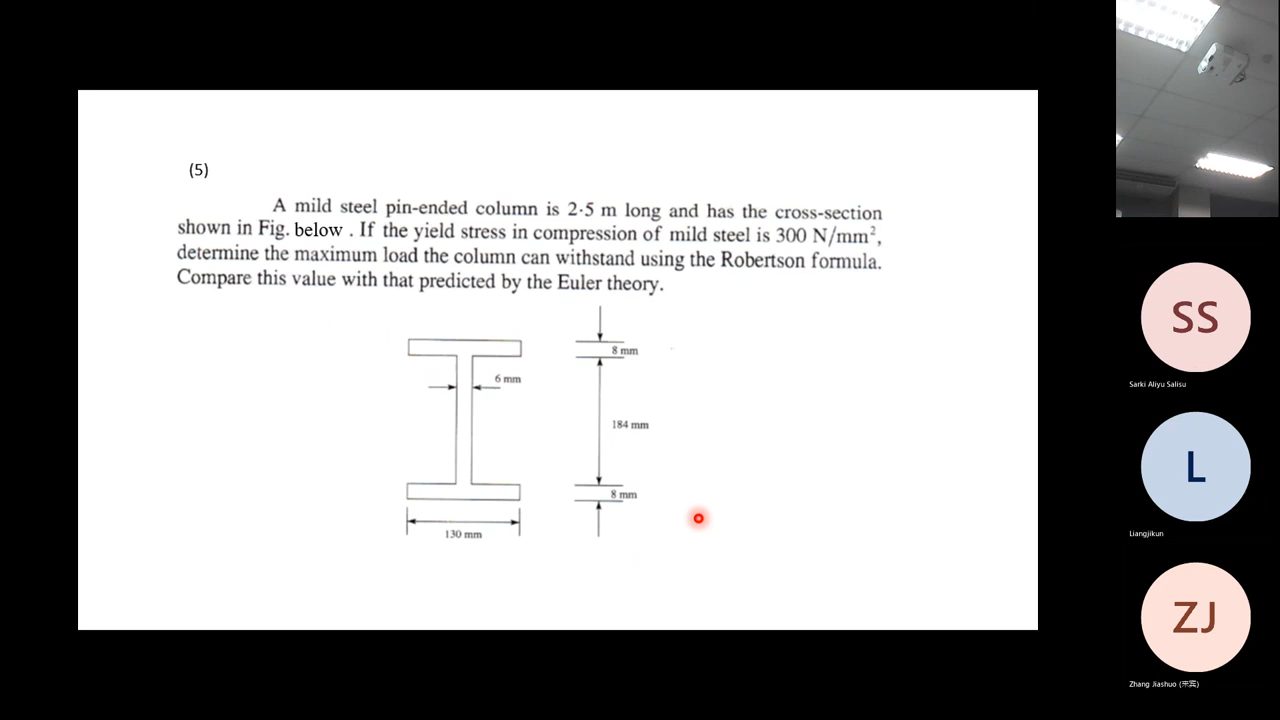 (5)
A mild steel pin-ended column is 2·5 m long and has the cross-section
shown in Fig. below . If the yield stress in compression of mild steel is 300 N/mm²,
determine the maximum load the column can withstand using the Robertson formula.
Compare this value with that predicted by the Euler theory.
8 mm
6 mm
184 mm
8 mm
130 mm
SS
Sarki Aliyu Salisu
L
Liangjikun
ZJ
Zhang Jiashuo (来宾)